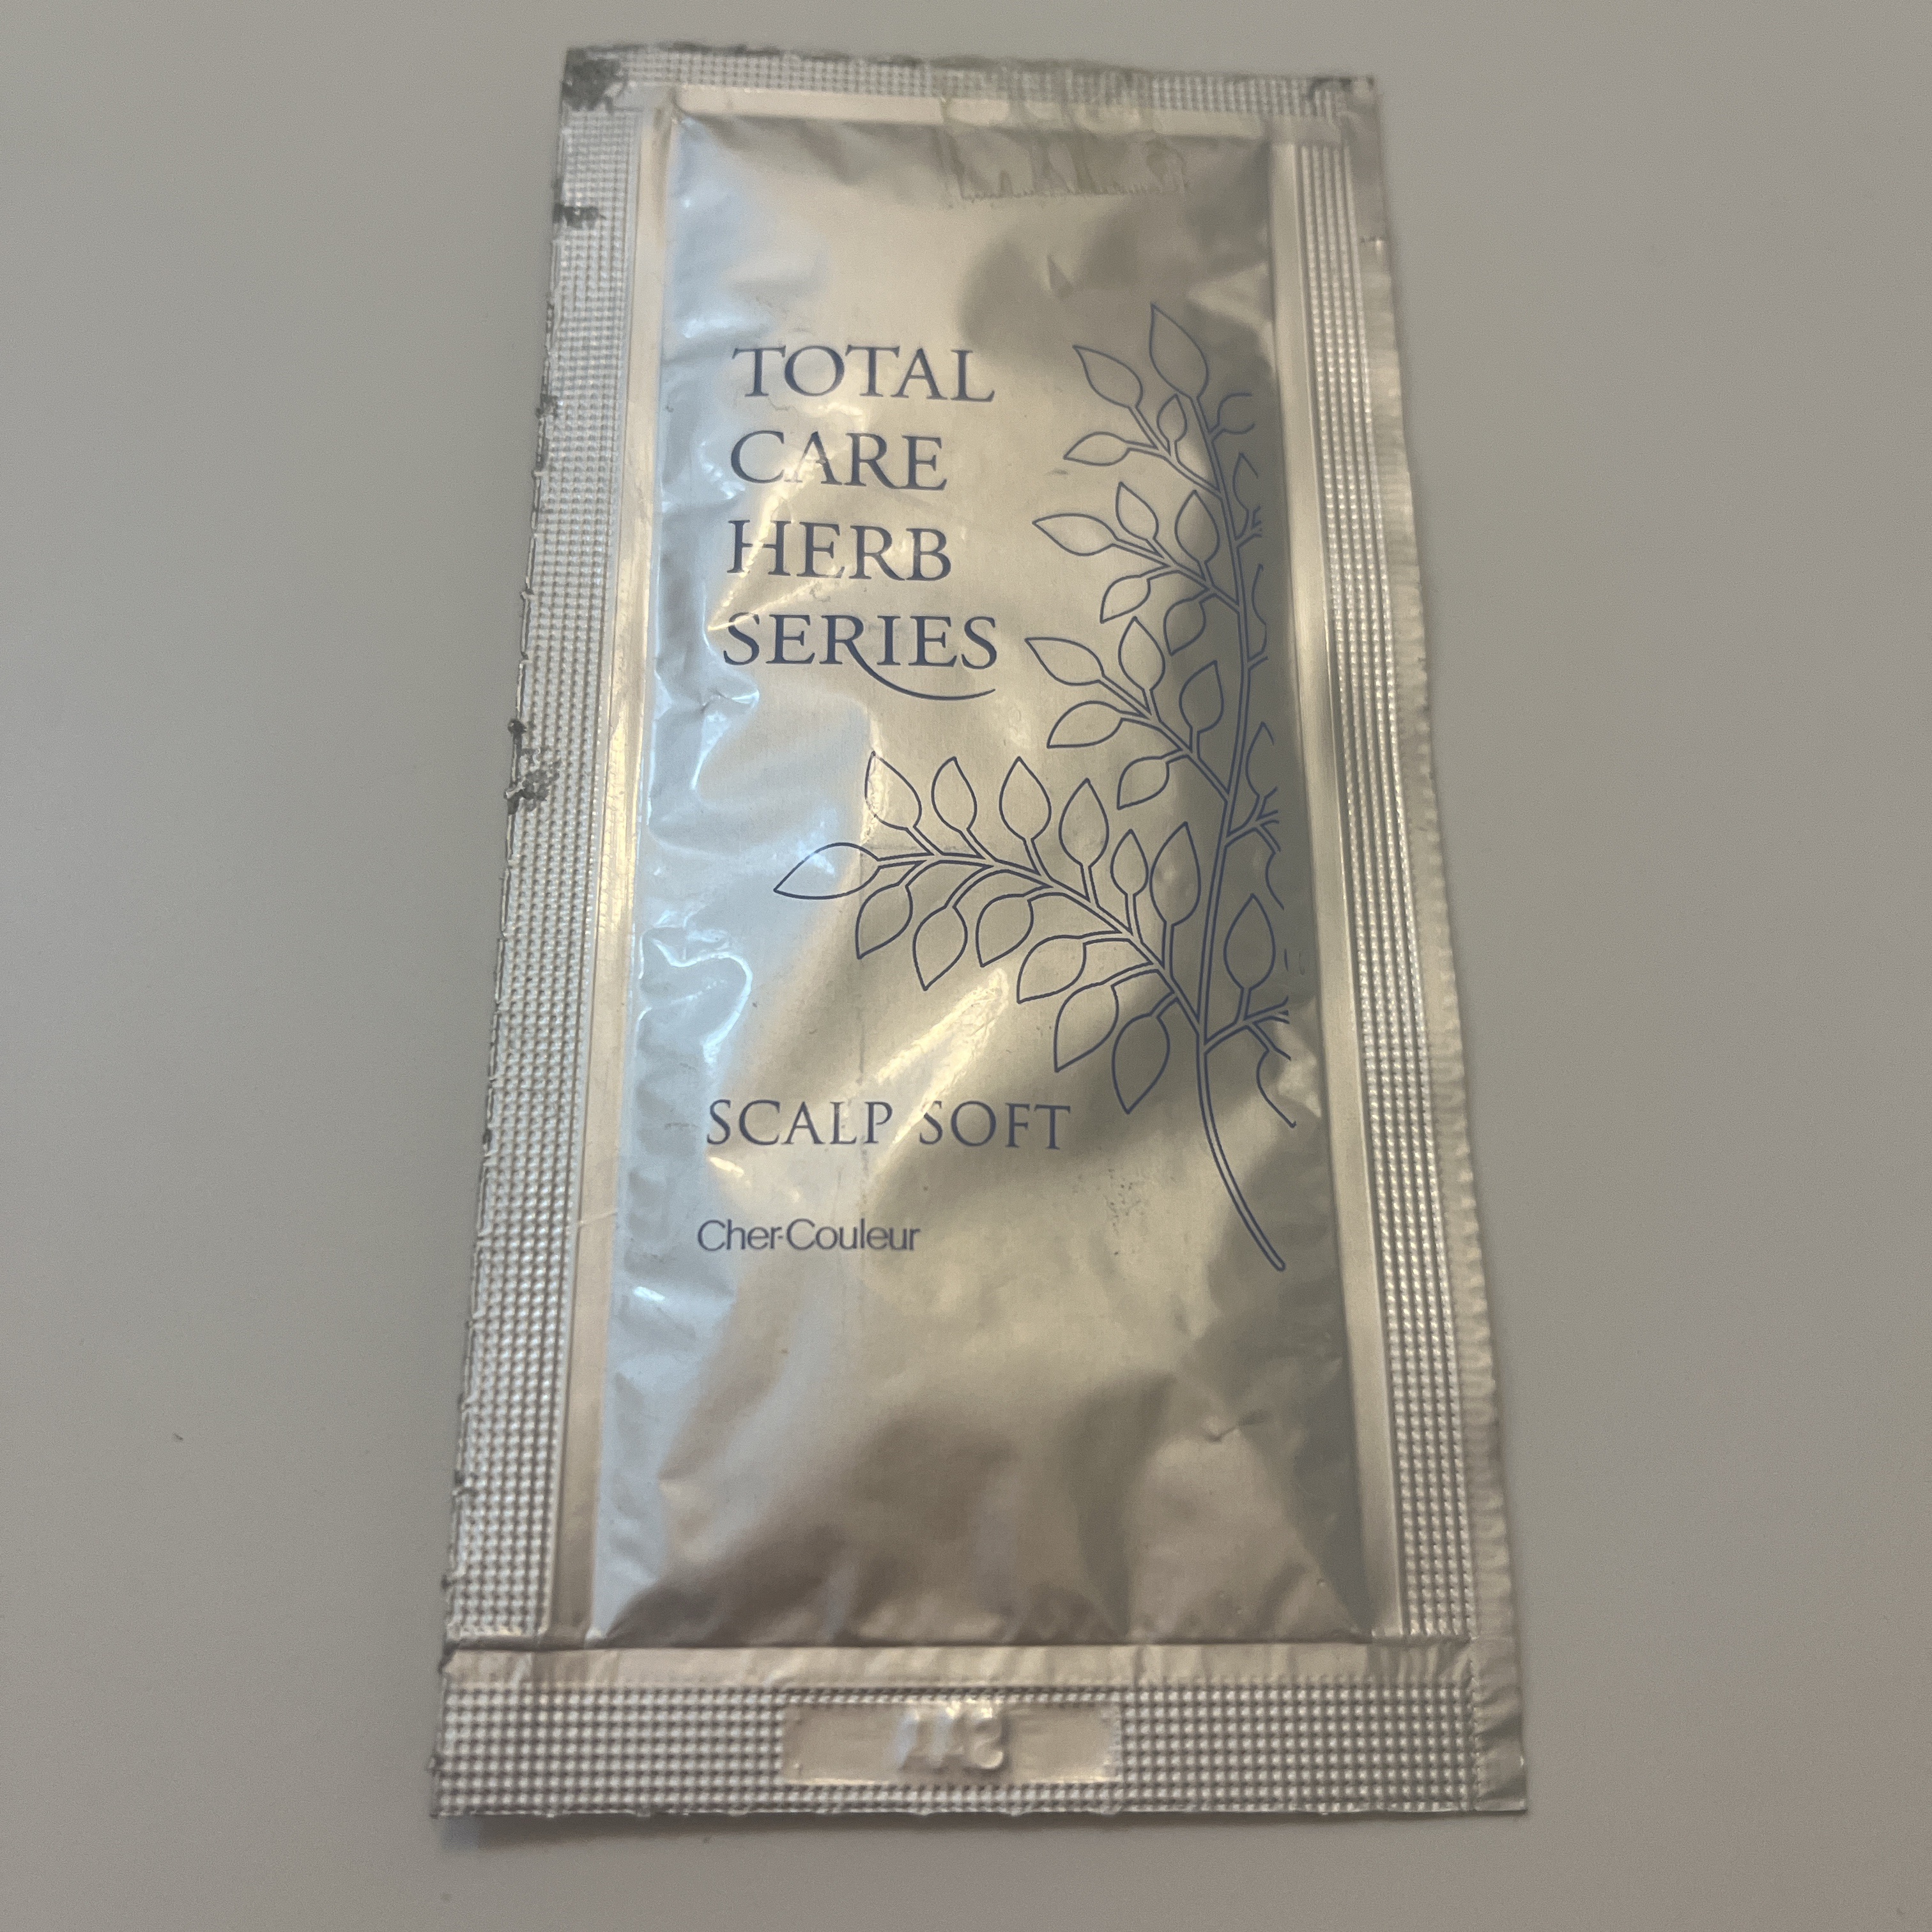 TOTAL
CARE
HERB
SERIES
SCALP SOFT
Cher-Couleur